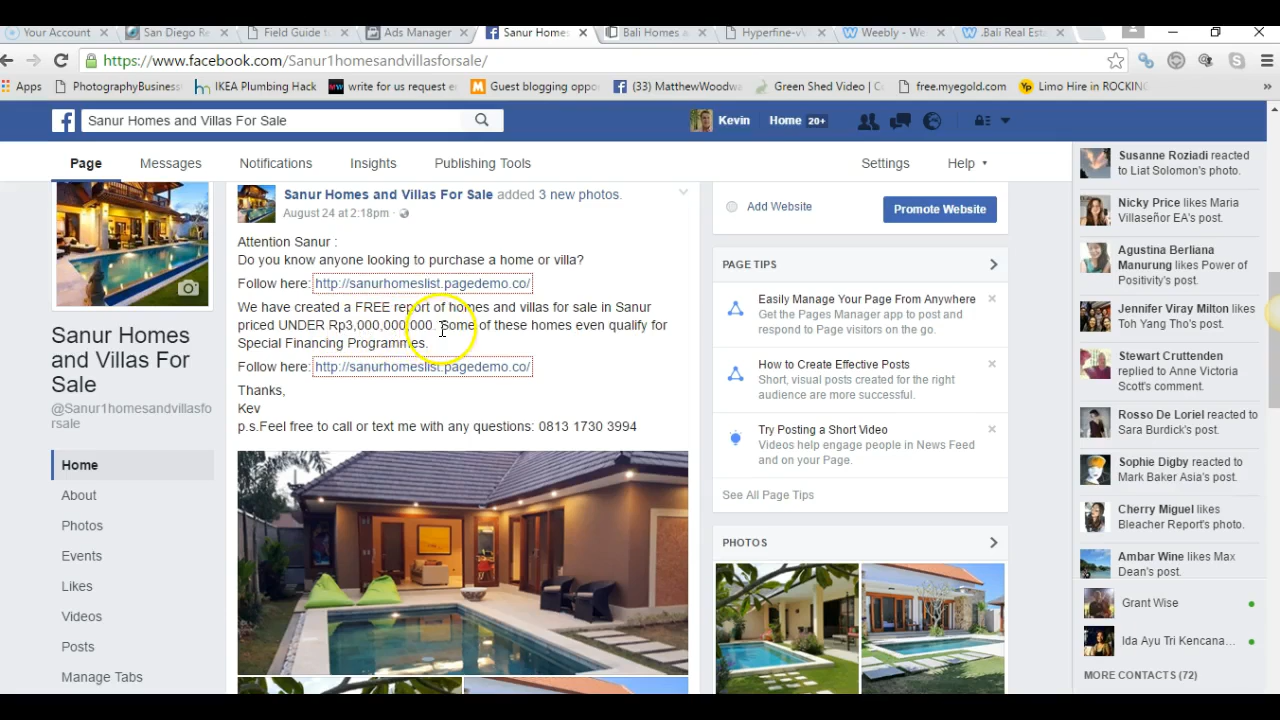 Your Account
San Diego Re
Field Guide to
Ads Manager
Sanur Homes
Bali Homes a
Hyperfine-v
Weebly - We
.Bali Real Est
https://www.facebook.com/Sanur1homesandvillasforsale/
Apps
PhotographyBusiness
IKEA Plumbing Hack
write for us request e
Guest blogging oppo
(33) MatthewWoodwa
Green Shed Video | C
free.myegold.com
Limo Hire in ROCKING
Sanur Homes and Villas For Sale
Kevin
Home 20+
Page
Messages
Notifications
Insights
Publishing Tools
Settings
Help
Sanur Homes
and Villas For
Sale
@Sanur1homesandvillasfo
rsale
Home
About
Photos
Events
Likes
Videos
Posts
Manage Tabs
Sanur Homes and Villas For Sale added 3 new photos.
August 24 at 2:18pm
Attention Sanur :
Do you know anyone looking to purchase a home or villa?
Follow here: http://sanurhomeslist.pagedemo.co/
We have created a FREE report of homes and villas for sale in Sanur
priced UNDER Rp3,000,000,000. Some of these homes even qualify for
Special Financing Programmes.
Follow here: http://sanurhomeslist.pagedemo.co/
Thanks,
Kev
p.s.Feel free to call or text me with any questions: 0813 1730 3994
Add Website
Promote Website
PAGE TIPS
Easily Manage Your Page From Anywhere
Get the Pages Manager app to post and
respond to Page visitors on the go.
How to Create Effective Posts
Short, visual posts created for the right
audience are more successful.
Try Posting a Short Video
Videos help engage people in News Feed
and on your Page.
See All Page Tips
PHOTOS
Susanne Roziadi reacted
to Liat Solomon's photo.
Nicky Price likes Maria
Villaseñor EA's post.
Agustina Berliana
Manurung likes Power of
Positivity's post.
Jennifer Viray Milton likes
Toh Yang Tho's post.
Stewart Cruttenden
replied to Anne Victoria
Scott's comment.
Rosso De Loriel reacted to
Sara Burdick's post.
Sophie Digby reacted to
Mark Baker Asia's post.
Cherry Miguel likes
Bleacher Report's photo.
Ambar Wine likes Max
Dean's post.
Grant Wise
Ida Ayu Tri Kencana...
MORE CONTACTS (72)